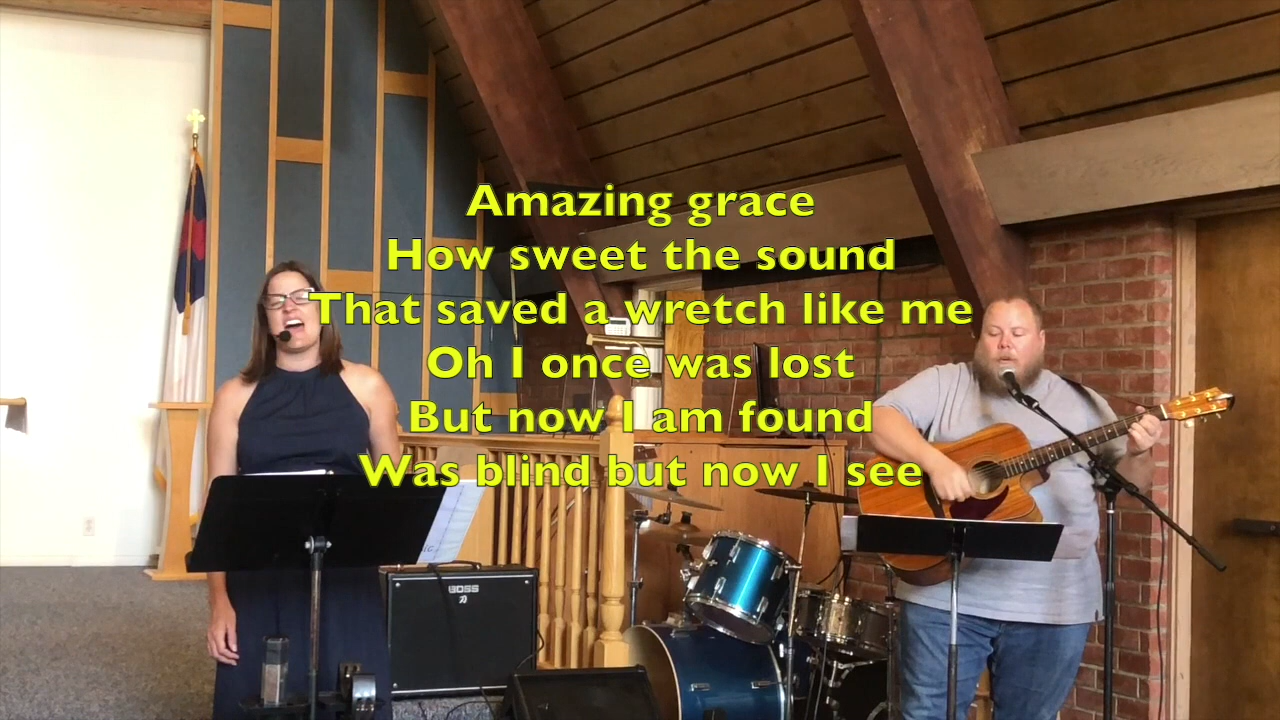 Amazing grace
How sweet the sound
That saved a wretch like me
Oh I once was lost
But now I am found
Was blind but now I see
BOSS